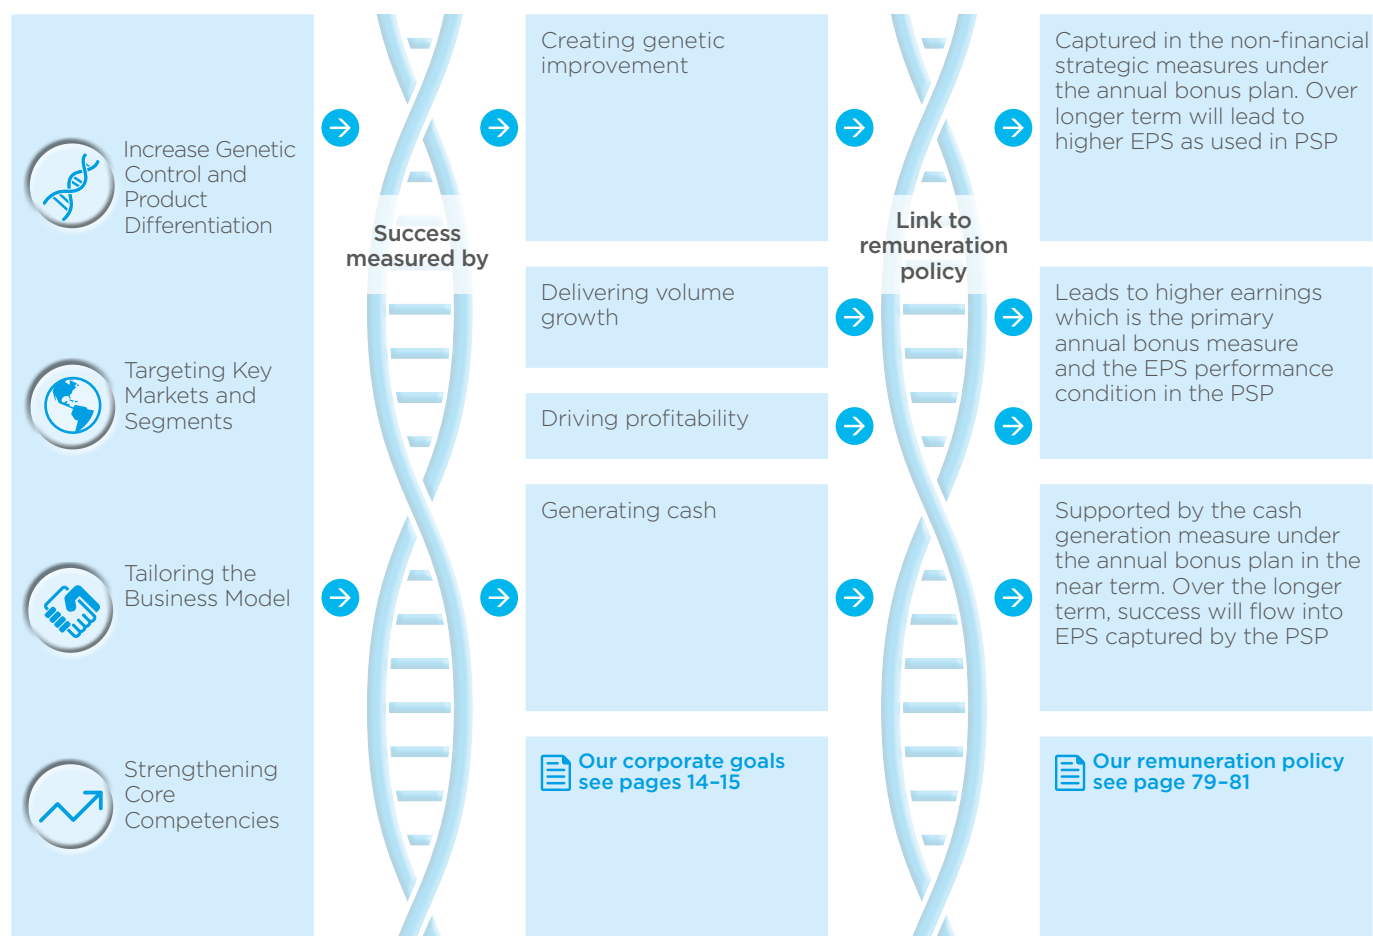 Increase Genetic
Control and
Product
Differentiation
Targeting Key
Markets and
Segments
Tailoring the
Business Model
Strengthening
Core
Competencies
Success
measured by
Creating genetic
improvement
Delivering volume
growth
Driving profitability
Generating cash
Our corporate goals
see pages 14–15
Link to
remuneration
policy
Captured in the non-financial
strategic measures under
the annual bonus plan. Over
longer term will lead to
higher EPS as used in PSP
Leads to higher earnings
which is the primary
annual bonus measure
and the EPS performance
condition in the PSP
Supported by the cash
generation measure under
the annual bonus plan in the
near term. Over the longer
term, success will flow into
EPS captured by the PSP
Our remuneration policy
see page 79–81